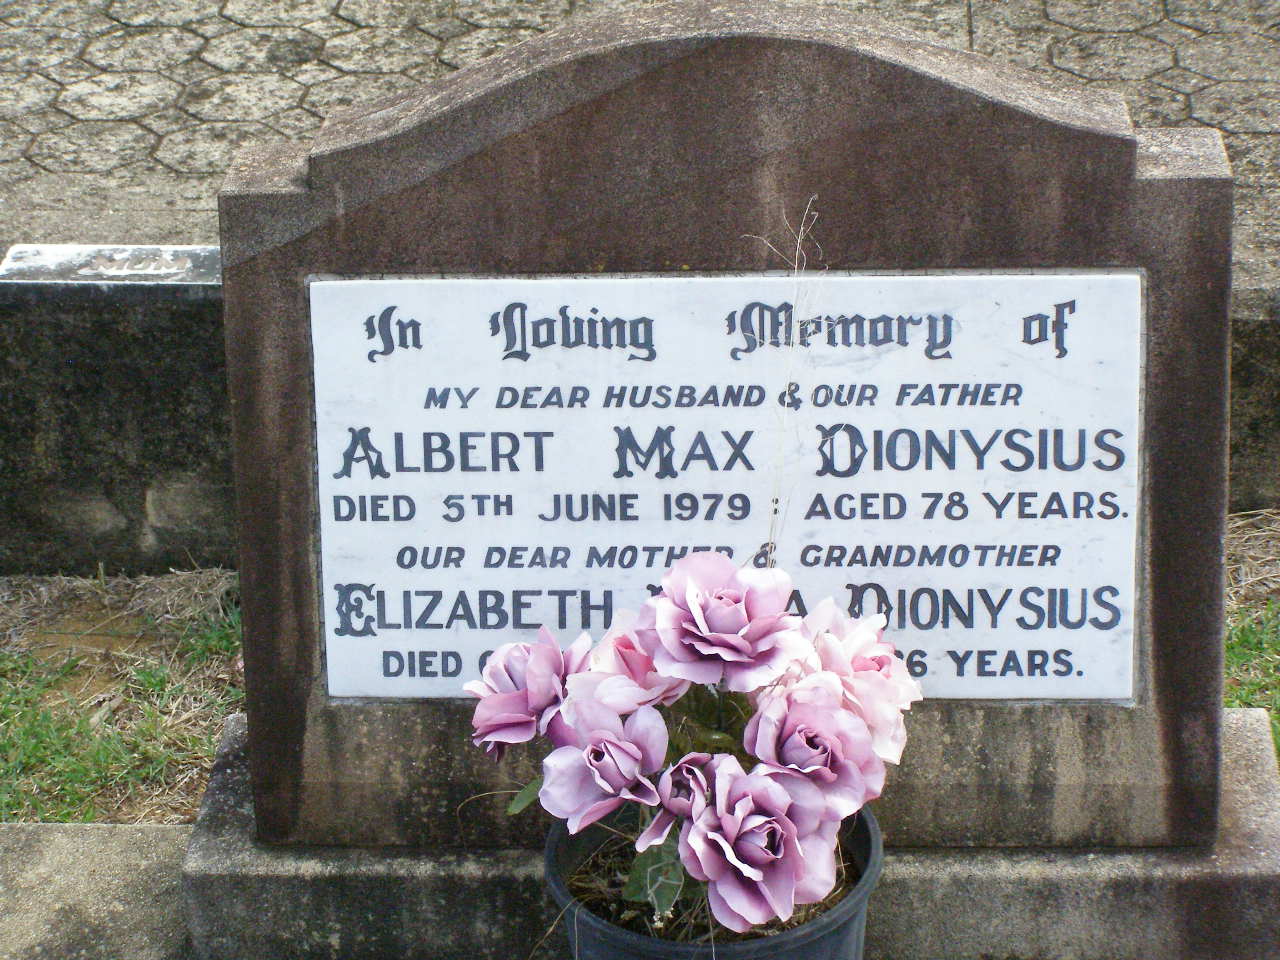 In Loving Memory of
MY DEAR HUSBAND & OUR FATHER
ALBERT MAX DIONYSIUS
DIED 5TH JUNE 1979 : AGED 78 YEARS.
OUR DEAR MOTHER & GRANDMOTHER
ELIZABETH DIONYSIUS
DIED YEARS.